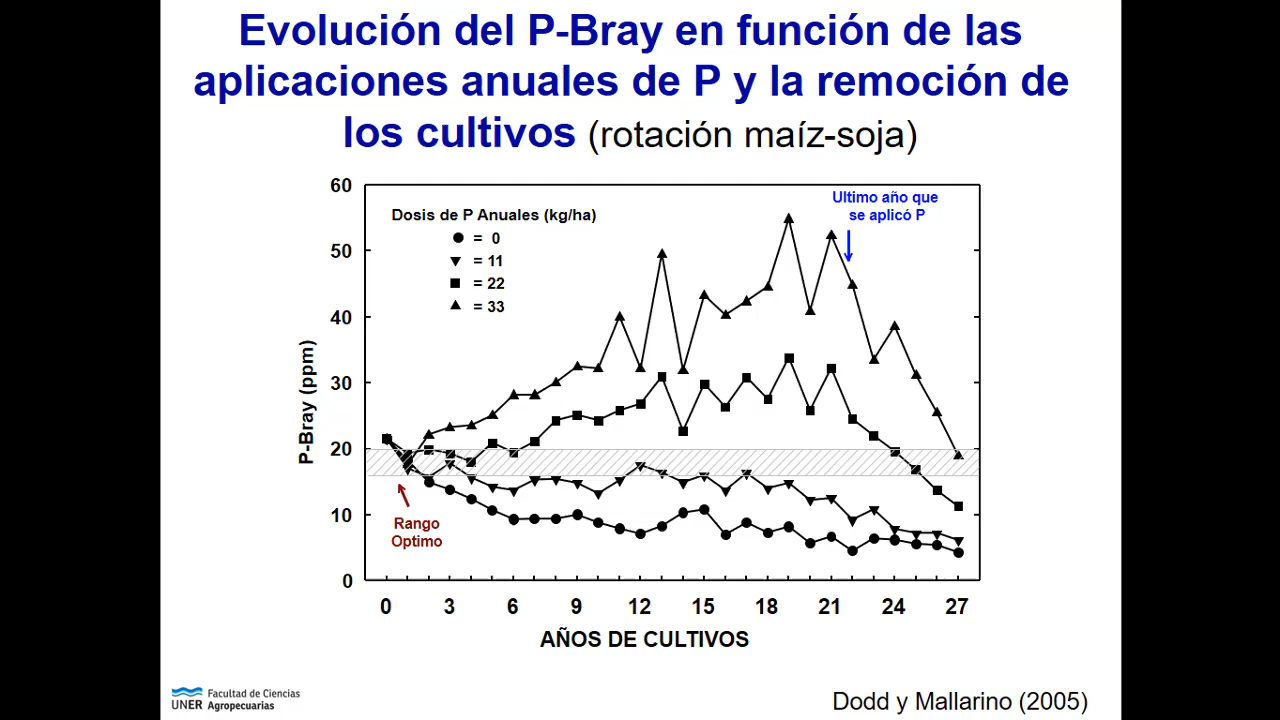 Evolución del P-Bray en función de las
aplicaciones anuales de P y la remoción de
los cultivos (rotación maíz-soja)
60
50
40
30
20
10
0
P-Bray (ppm)
Dosis de P Anuales (kg/ha)
= 0
= 11
= 22
= 33
Ultimo año que
se aplicó P
Rango
Optimo
0 3 6 9 12 15 18 21 24 27
AÑOS DE CULTIVOS
UNER Facultad de Ciencias
Agropecuarias
Dodd y Mallarino (2005)